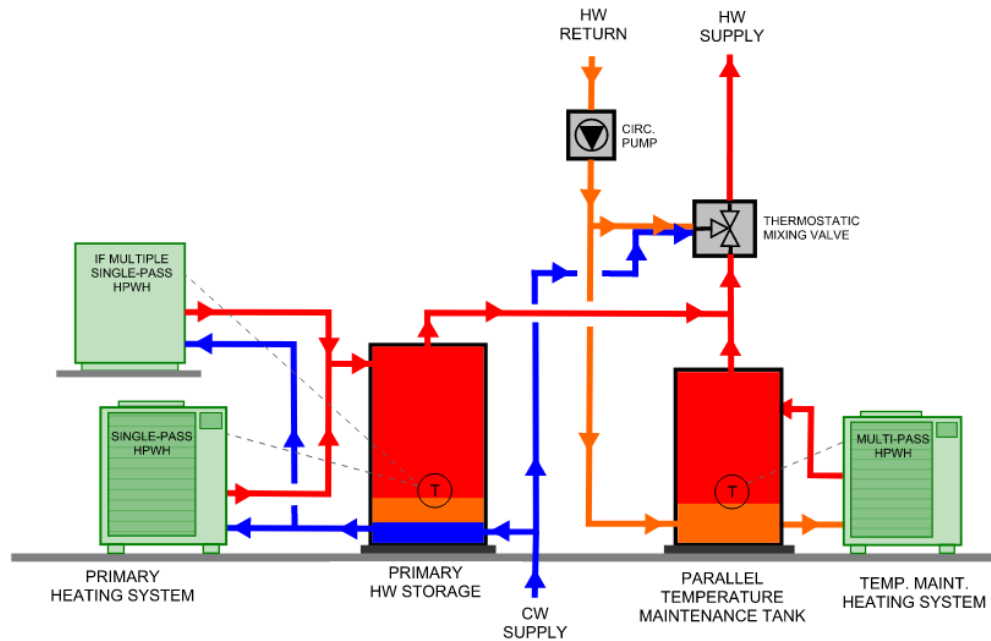 HW
RETURN
HW
SUPPLY
CIRC.
PUMP
THERMOSTATIC
MIXING VALVE
IF MULTIPLE
SINGLE-PASS
HPWH
SINGLE-PASS
HPWH
T
T
MULTI-PASS
HPWH
PRIMARY
HEATING SYSTEM
PRIMARY
HW STORAGE
CW
SUPPLY
PARALLEL
TEMPERATURE
MAINTENANCE TANK
TEMP. MAINT.
HEATING SYSTEM